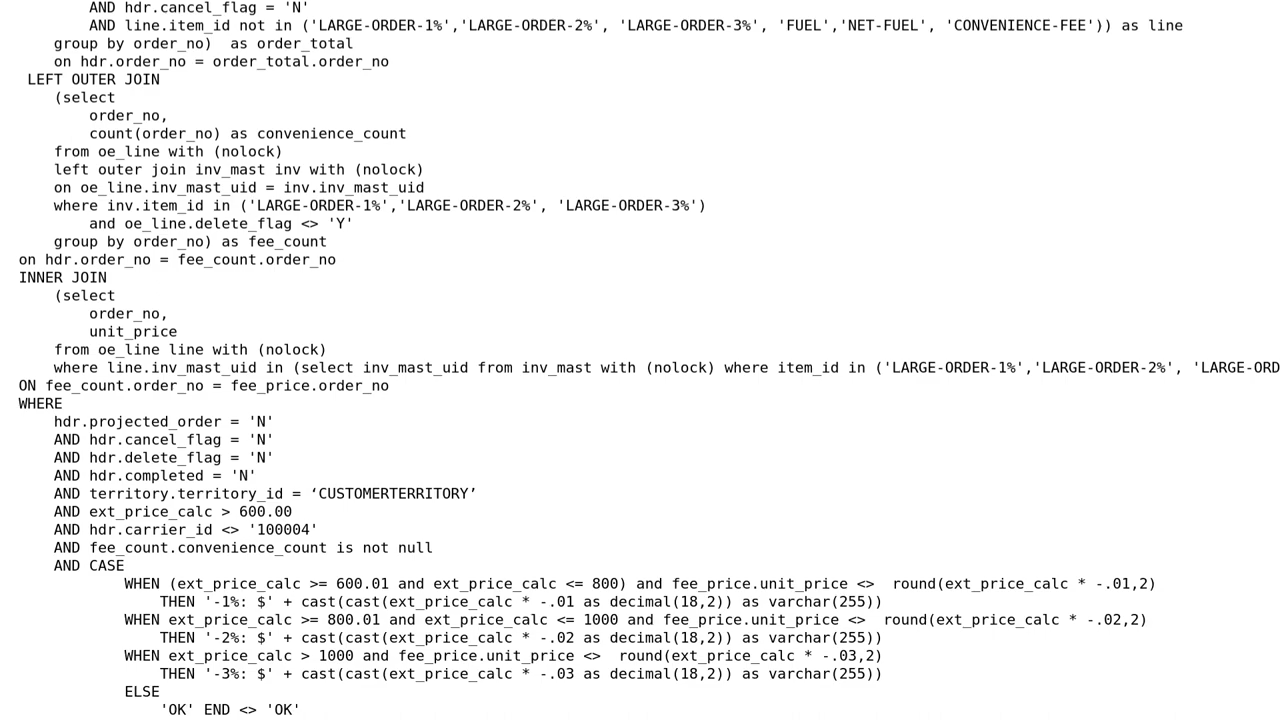 AND hdr.cancel_flag = 'N'
AND line.item_id not in ('LARGE-ORDER-1%','LARGE-ORDER-2%', 'LARGE-ORDER-3%', 'FUEL','NET-FUEL', 'CONVENIENCE-FEE')) as line
group by order_no)  as order_total
on hdr.order_no = order_total.order_no
LEFT OUTER JOIN
(select
order_no,
count(order_no) as convenience_count
from oe_line with (nolock)
left outer join inv_mast inv with (nolock)
on oe_line.inv_mast_uid = inv.inv_mast_uid
where inv.item_id in ('LARGE-ORDER-1%','LARGE-ORDER-2%', 'LARGE-ORDER-3%')
and oe_line.delete_flag <> 'Y'
group by order_no) as fee_count
on hdr.order_no = fee_count.order_no
INNER JOIN
(select
order_no,
unit_price
from oe_line line with (nolock)
where line.inv_mast_uid in (select inv_mast_uid from inv_mast with (nolock) where item_id in ('LARGE-ORDER-1%','LARGE-ORDER-2%', 'LARGE-ORD
ON fee_count.order_no = fee_price.order_no
WHERE
hdr.projected_order = 'N'
AND hdr.cancel_flag = 'N'
AND hdr.delete_flag = 'N'
AND hdr.completed = 'N'
AND territory.territory_id = ‘CUSTOMERTERRITORY’
AND ext_price_calc > 600.00
AND hdr.carrier_id <> '100004'
AND fee_count.convenience_count is not null
AND CASE
WHEN (ext_price_calc >= 600.01 and ext_price_calc <= 800) and fee_price.unit_price <>  round(ext_price_calc * -.01,2)
THEN '-1%: $' + cast(cast(ext_price_calc * -.01 as decimal(18,2)) as varchar(255))
WHEN ext_price_calc >= 800.01 and ext_price_calc <= 1000 and fee_price.unit_price <>  round(ext_price_calc * -.02,2)
THEN '-2%: $' + cast(cast(ext_price_calc * -.02 as decimal(18,2)) as varchar(255))
WHEN ext_price_calc > 1000 and fee_price.unit_price <>  round(ext_price_calc * -.03,2)
THEN '-3%: $' + cast(cast(ext_price_calc * -.03 as decimal(18,2)) as varchar(255))
ELSE
'OK' END <> 'OK'